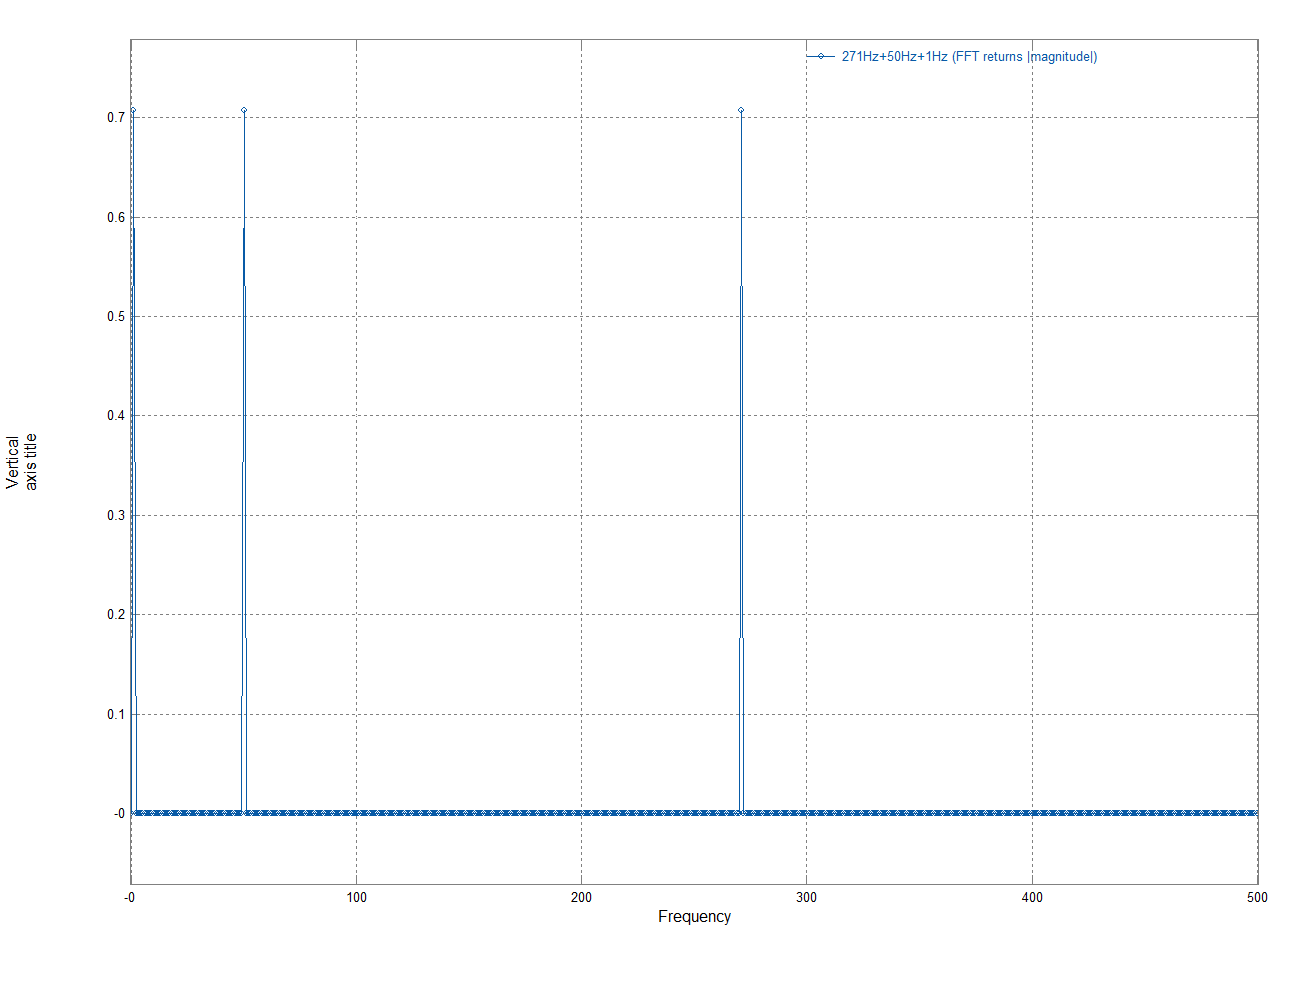 271Hz+50Hz+1Hz (FFT returns |magnitude|)
0.7
0.6
0.5
0.4
0.3
0.2
0.1
-0
Vertical
axis title
-0 100 200 300 400 500
Frequency